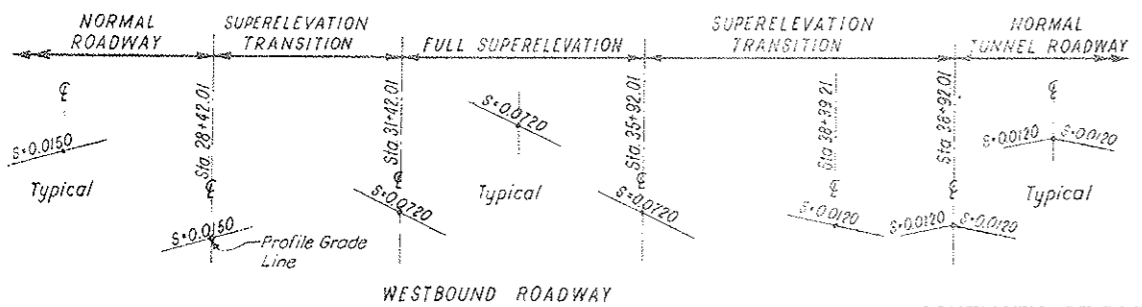 NORMAL
ROADWAY
SUPERELEVATION
TRANSITION
FULL SUPERELEVATION
SUPERELEVATION
TRANSITION
NORMAL
TUNNEL ROADWAY
℄
S=0.0150
Typical
Sta. 28+42.01
℄
S=0.0150
Profile Grade
Line
Sta. 31+42.01
℄
S=0.0720
S=0.0720
Typical
Sta. 35+92.01
℄
S=0.0720
Sta 38+39.21
℄
S=0.0120
Sta. 38+92.01
℄
S=0.0120
S=0.0120
℄
S=0.0120
S=0.0120
Typical
WESTBOUND ROADWAY